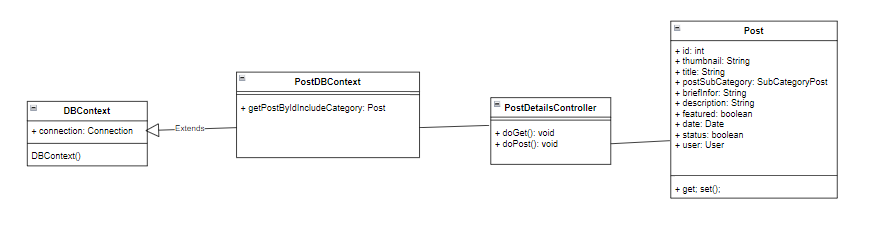 DBContext
+ connection: Connection
DBContext()
Extends
PostDBContext
+ getPostByIdIncludeCategory: Post
PostDetailsController
+ doGet(): void
+ doPost(): void
Post
+ id: int
+ thumbnail: String
+ title: String
+ postSubCategory: SubCategoryPost
+ briefInfor: String
+ description: String
+ featured: boolean
+ date: Date
+ status: boolean
+ user: User
+ get; set();